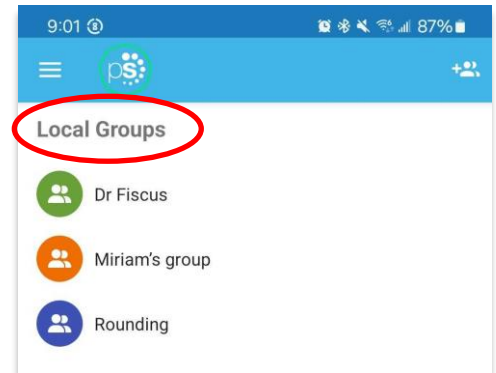 9:01 87%
ps
Local Groups
Dr Fiscus
Miriam's group
Rounding